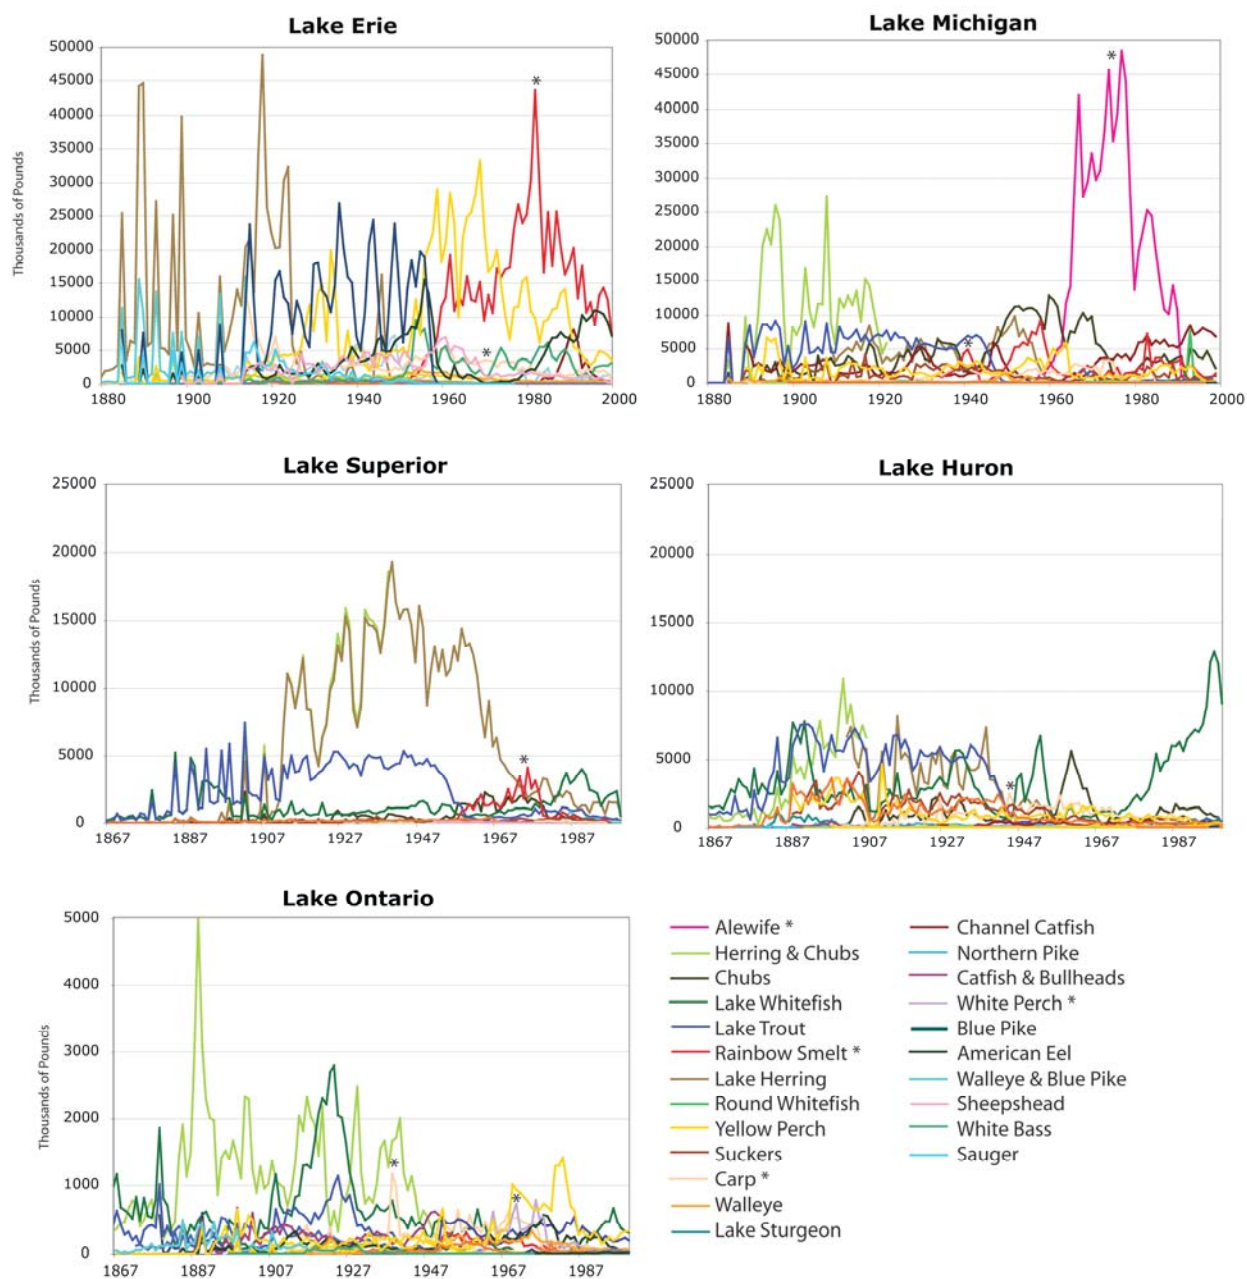 Lake Erie
50000
45000
40000
35000
30000
25000
20000
15000
10000
5000
0
Thousands of Pounds
*
*
1880 1900 1920 1940 1960 1980 2000
Lake Michigan
50000
45000
40000
35000
30000
25000
20000
15000
10000
5000
0
*
*
1880 1900 1920 1940 1960 1980 2000
Lake Superior
25000
20000
15000
10000
5000
0
Thousands of Pounds
*
1867 1887 1907 1927 1947 1967 1987
Lake Huron
25000
20000
15000
10000
5000
0
*
1867 1887 1907 1927 1947 1967 1987
Lake Ontario
5000
4000
3000
2000
1000
0
Thousands of Pounds
*
*
1867 1887 1907 1927 1947 1967 1987
Alewife *
Herring & Chubs
Chubs
Lake Whitefish
Lake Trout
Rainbow Smelt *
Lake Herring
Round Whitefish
Yellow Perch
Suckers
Carp *
Walleye
Lake Sturgeon
Channel Catfish
Northern Pike
Catfish & Bullheads
White Perch *
Blue Pike
American Eel
Walleye & Blue Pike
Sheepshead
White Bass
Sauger